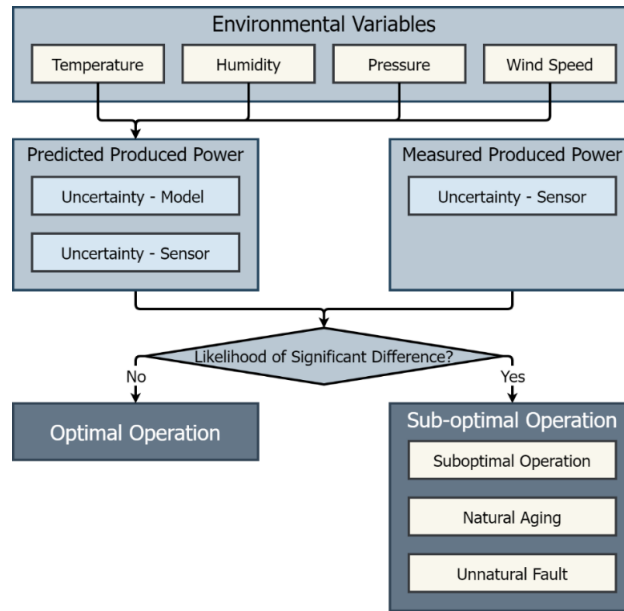 Environmental Variables
Temperature
Humidity
Pressure
Wind Speed
Predicted Produced Power
Uncertainty - Model
Uncertainty - Sensor
Measured Produced Power
Uncertainty - Sensor
Likelihood of Significant Difference?
No
Yes
Optimal Operation
Sub-optimal Operation
Suboptimal Operation
Natural Aging
Unnatural Fault